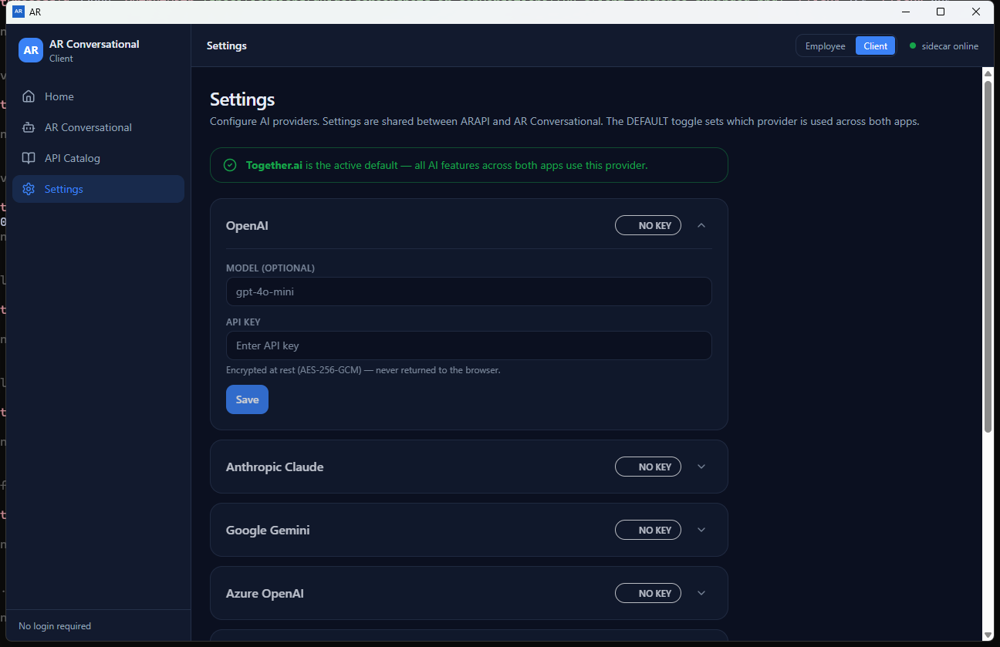 AR
AR
AR
AR Conversational
Client
Home
AR Conversational
API Catalog
Settings
No login required
Settings
Employee
Client
sidecar online
Settings
Configure AI providers. Settings are shared between ARAPI and AR Conversational. The DEFAULT toggle sets which provider is used across both apps.
Together.ai is the active default — all AI features across both apps use this provider.
OpenAI
NO KEY
MODEL (OPTIONAL)
gpt-4o-mini
API KEY
Enter API key
Encrypted at rest (AES-256-GCM) — never returned to the browser.
Save
Anthropic Claude
NO KEY
Google Gemini
NO KEY
Azure OpenAI
NO KEY